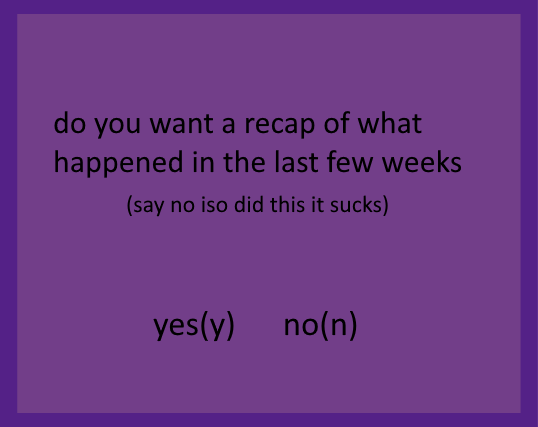 do you want a recap of what
happened in the last few weeks
(say no iso did this it sucks)
yes(y) no(n)